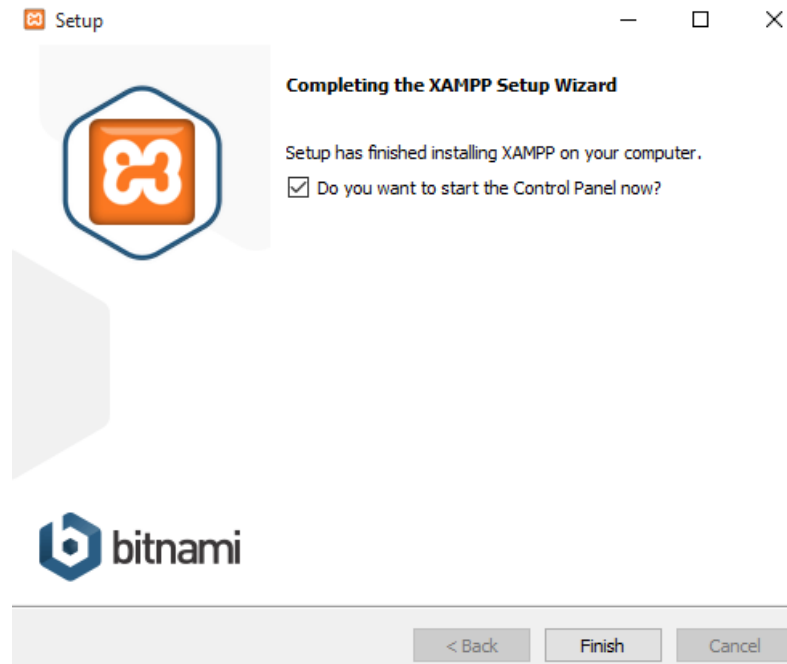 Setup
Completing the XAMPP Setup Wizard
Setup has finished installing XAMPP on your computer.
Do you want to start the Control Panel now?
bitnami
< Back
Finish
Cancel